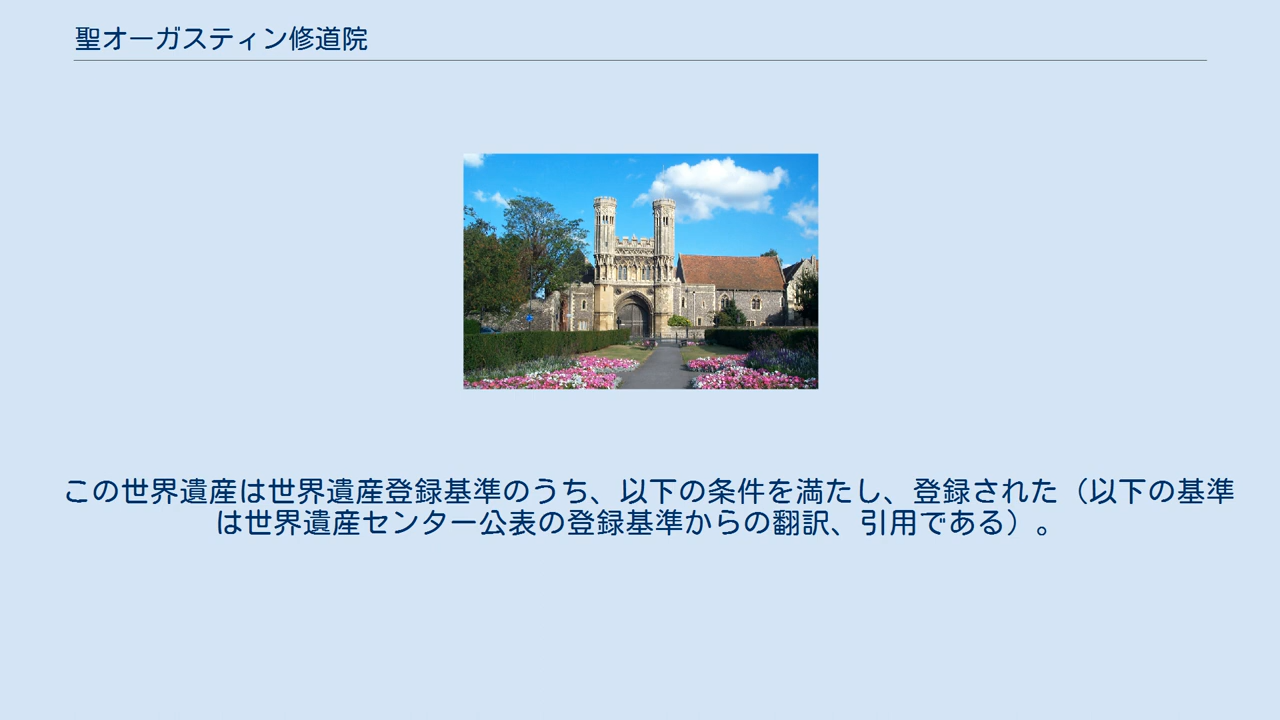 聖オーガスティン修道院
この世界遺産は世界遺産登録基準のうち、以下の条件を満たし、登録された（以下の基準
は世界遺産センター公表の登録基準からの翻訳、引用である）。